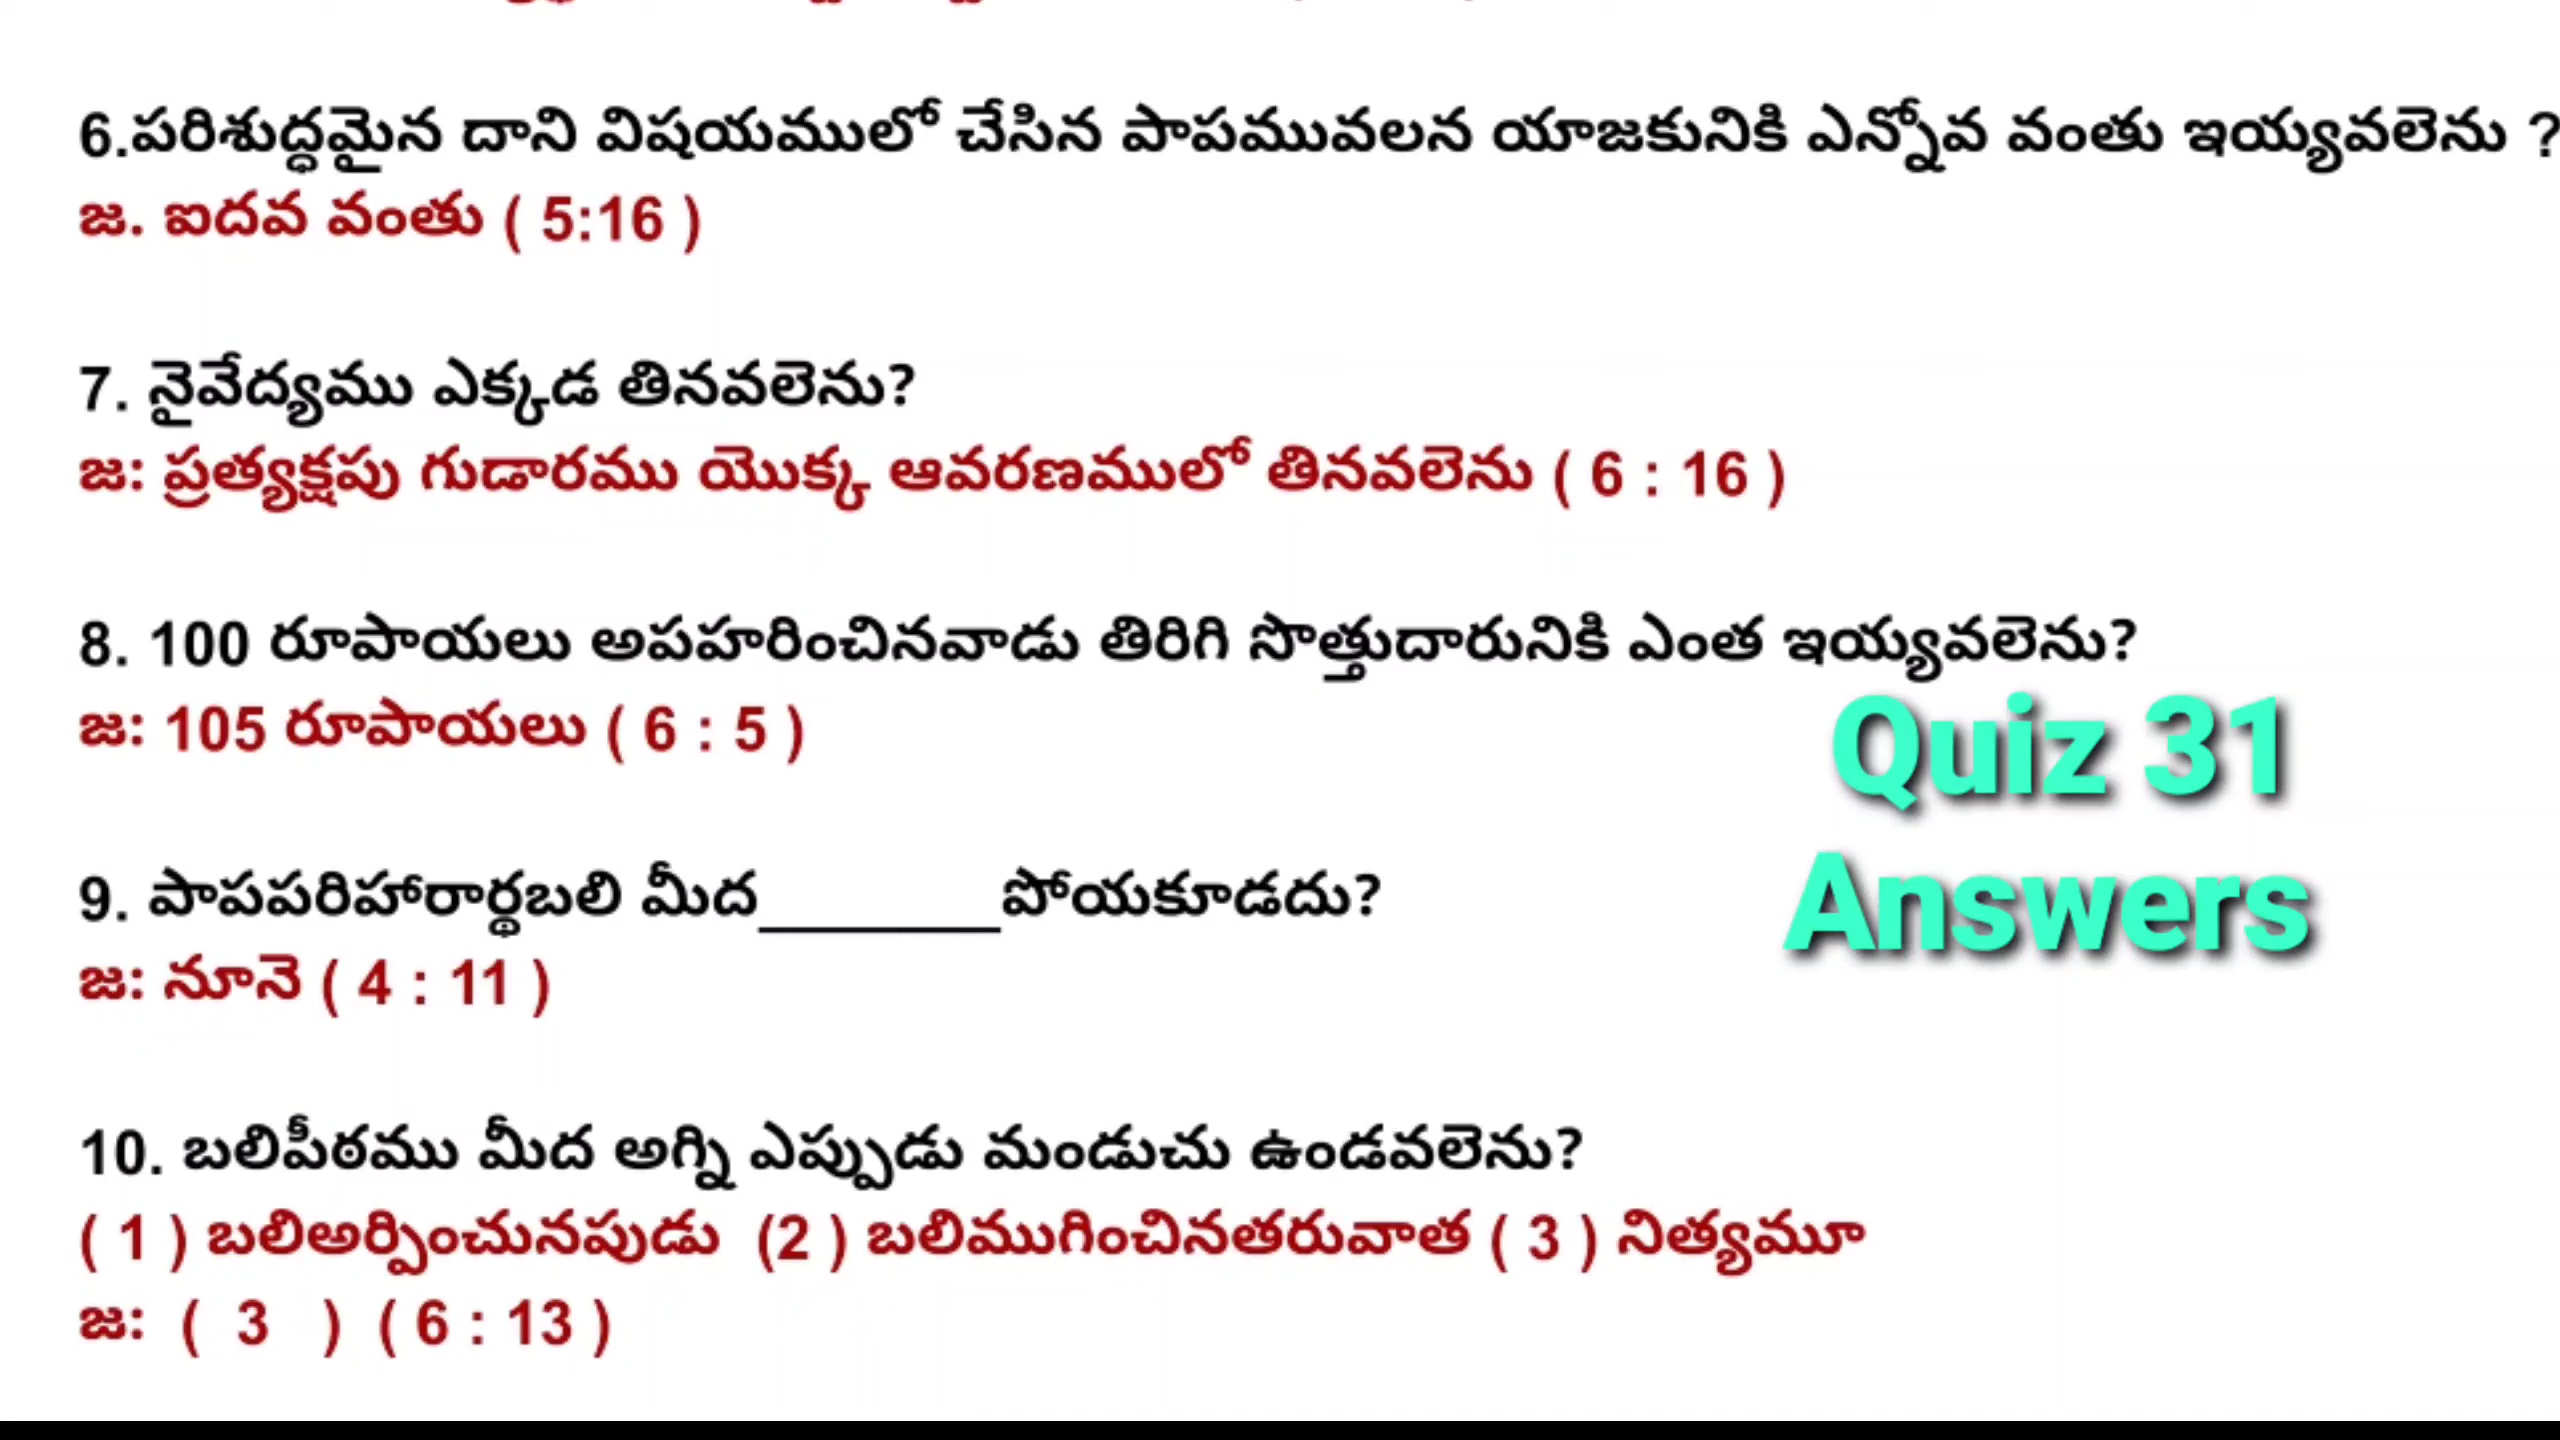 6.పరిశుద్ధమైన దాని విషయములో చేసిన పాపమువలన యాజకునికి ఎన్నోవ వంతు ఇయ్యవలెను ?
జ. ఐదవ వంతు ( 5:16 )
7. నైవేద్యము ఎక్కడ తినవలెను?
జ: ప్రత్యక్షపు గుడారము యొక్క ఆవరణములో తినవలెను ( 6 : 16 )
8. 100 రూపాయలు అపహరించినవాడు తిరిగి సొత్తుదారునికి ఎంత ఇయ్యవలెను?
జ: 105 రూపాయలు ( 6 : 5 )
Quiz 31
Answers
9. పాపపరిహారార్థబలి మీద________పోయకూడదు?
జ: నూనె ( 4 : 11 )
10. బలిపీఠము మీద అగ్ని ఎప్పుడు మండుచు ఉండవలెను?
( 1 ) బలిఅర్పించునపుడు (2 ) బలిముగించినతరువాత ( 3 ) నిత్యమూ
జ: ( 3 ) ( 6 : 13 )